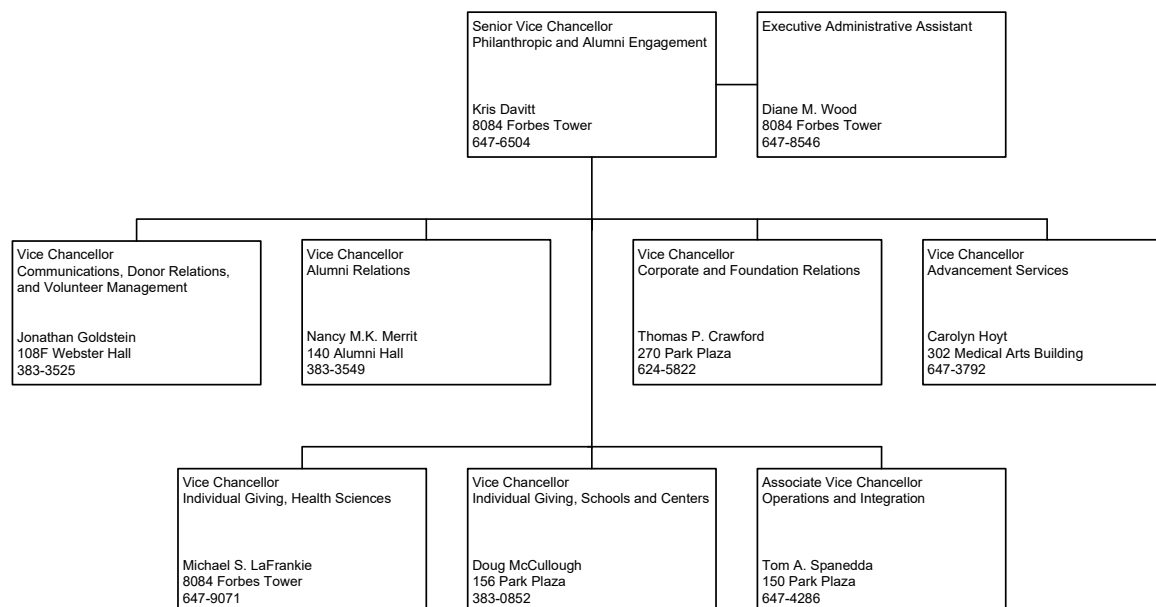 Senior Vice Chancellor
Philanthropic and Alumni Engagement
Kris Davitt
8084 Forbes Tower
647-6504
Executive Administrative Assistant
Diane M. Wood
8084 Forbes Tower
647-8546
Vice Chancellor
Communications, Donor Relations,
and Volunteer Management
Jonathan Goldstein
108F Webster Hall
383-3525
Vice Chancellor
Alumni Relations
Nancy M.K. Merrit
140 Alumni Hall
383-3549
Vice Chancellor
Corporate and Foundation Relations
Thomas P. Crawford
270 Park Plaza
624-5822
Vice Chancellor
Advancement Services
Carolyn Hoyt
302 Medical Arts Building
647-3792
Vice Chancellor
Individual Giving, Health Sciences
Michael S. LaFrankie
8084 Forbes Tower
647-9071
Vice Chancellor
Individual Giving, Schools and Centers
Doug McCullough
156 Park Plaza
383-0852
Associate Vice Chancellor
Operations and Integration
Tom A. Spanedda
150 Park Plaza
647-4286